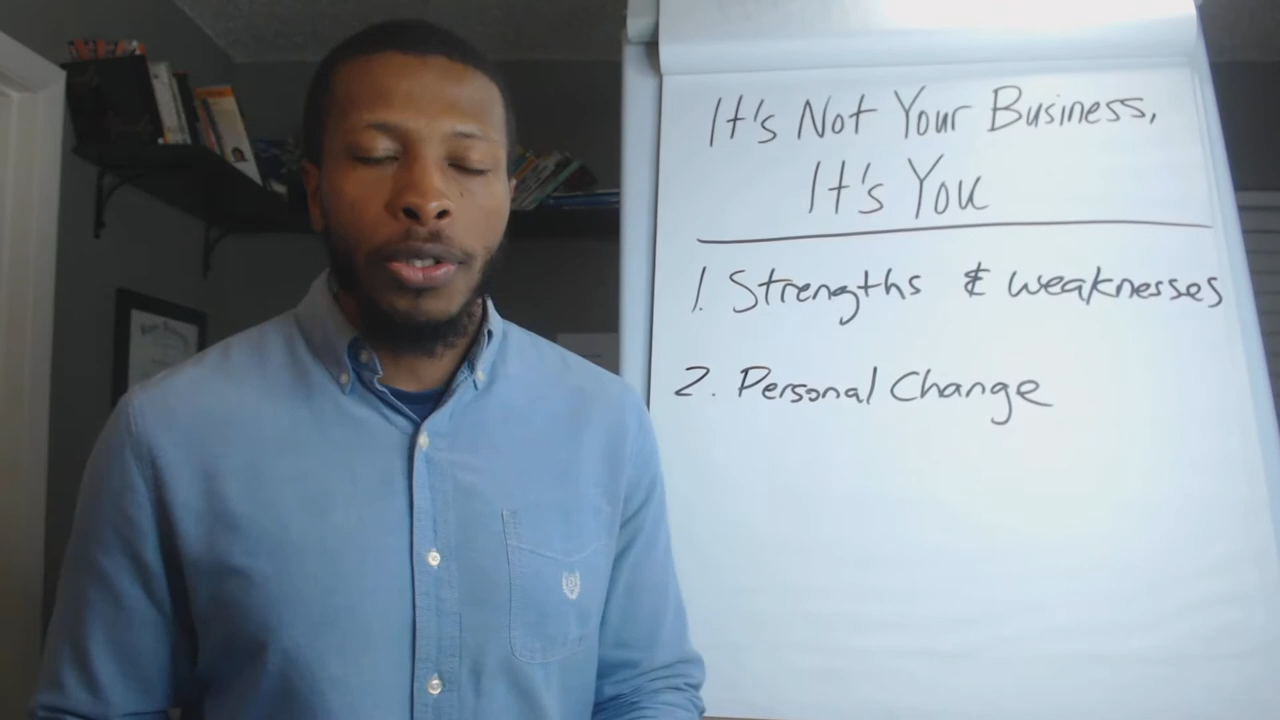 It's Not Your Business,
It's You
1. Strengths & weaknesses
2. Personal Change